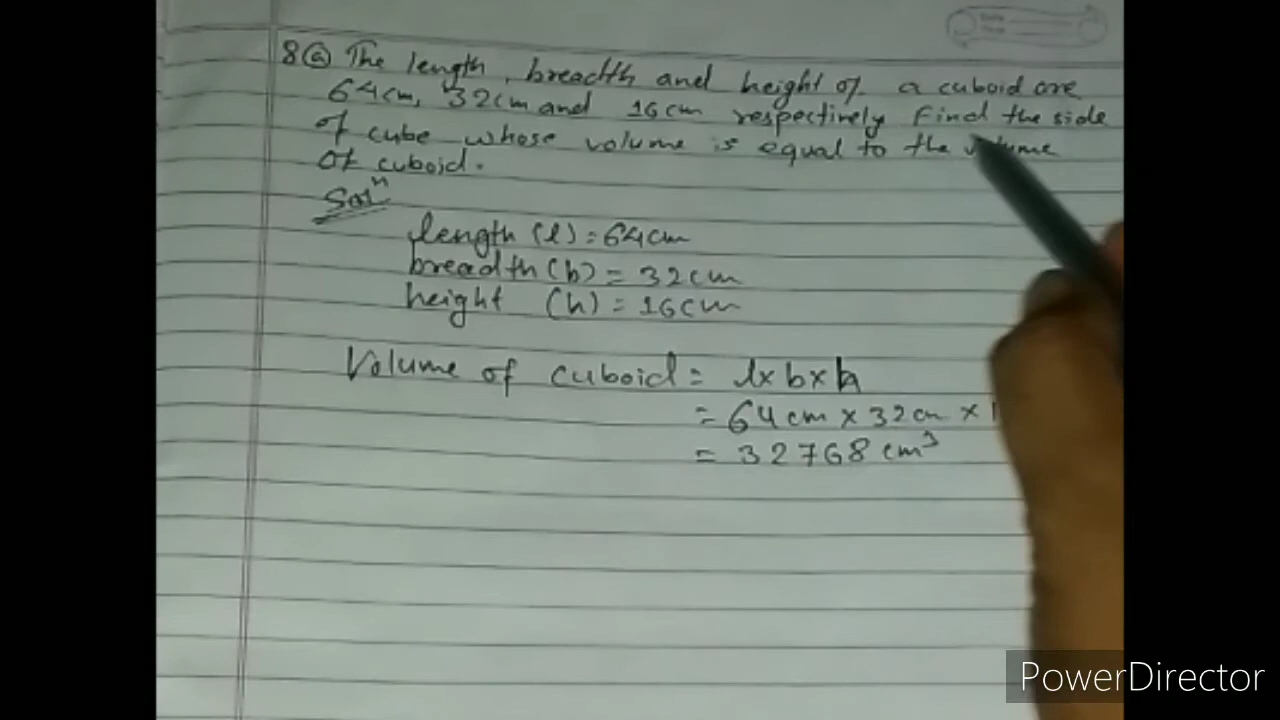 8(a) The length, breadth and height of a cuboid are
64cm, 32cm and 16cm respectively Find the side
of cube whose volume is equal to the volume
of cuboid.
Solⁿ
length (l) = 64cm
breadth (b) = 32cm
height (h) = 16cm
Volume of cuboid = l×b×h
= 64cm × 32cm ×
= 32768 cm³
PowerDirector